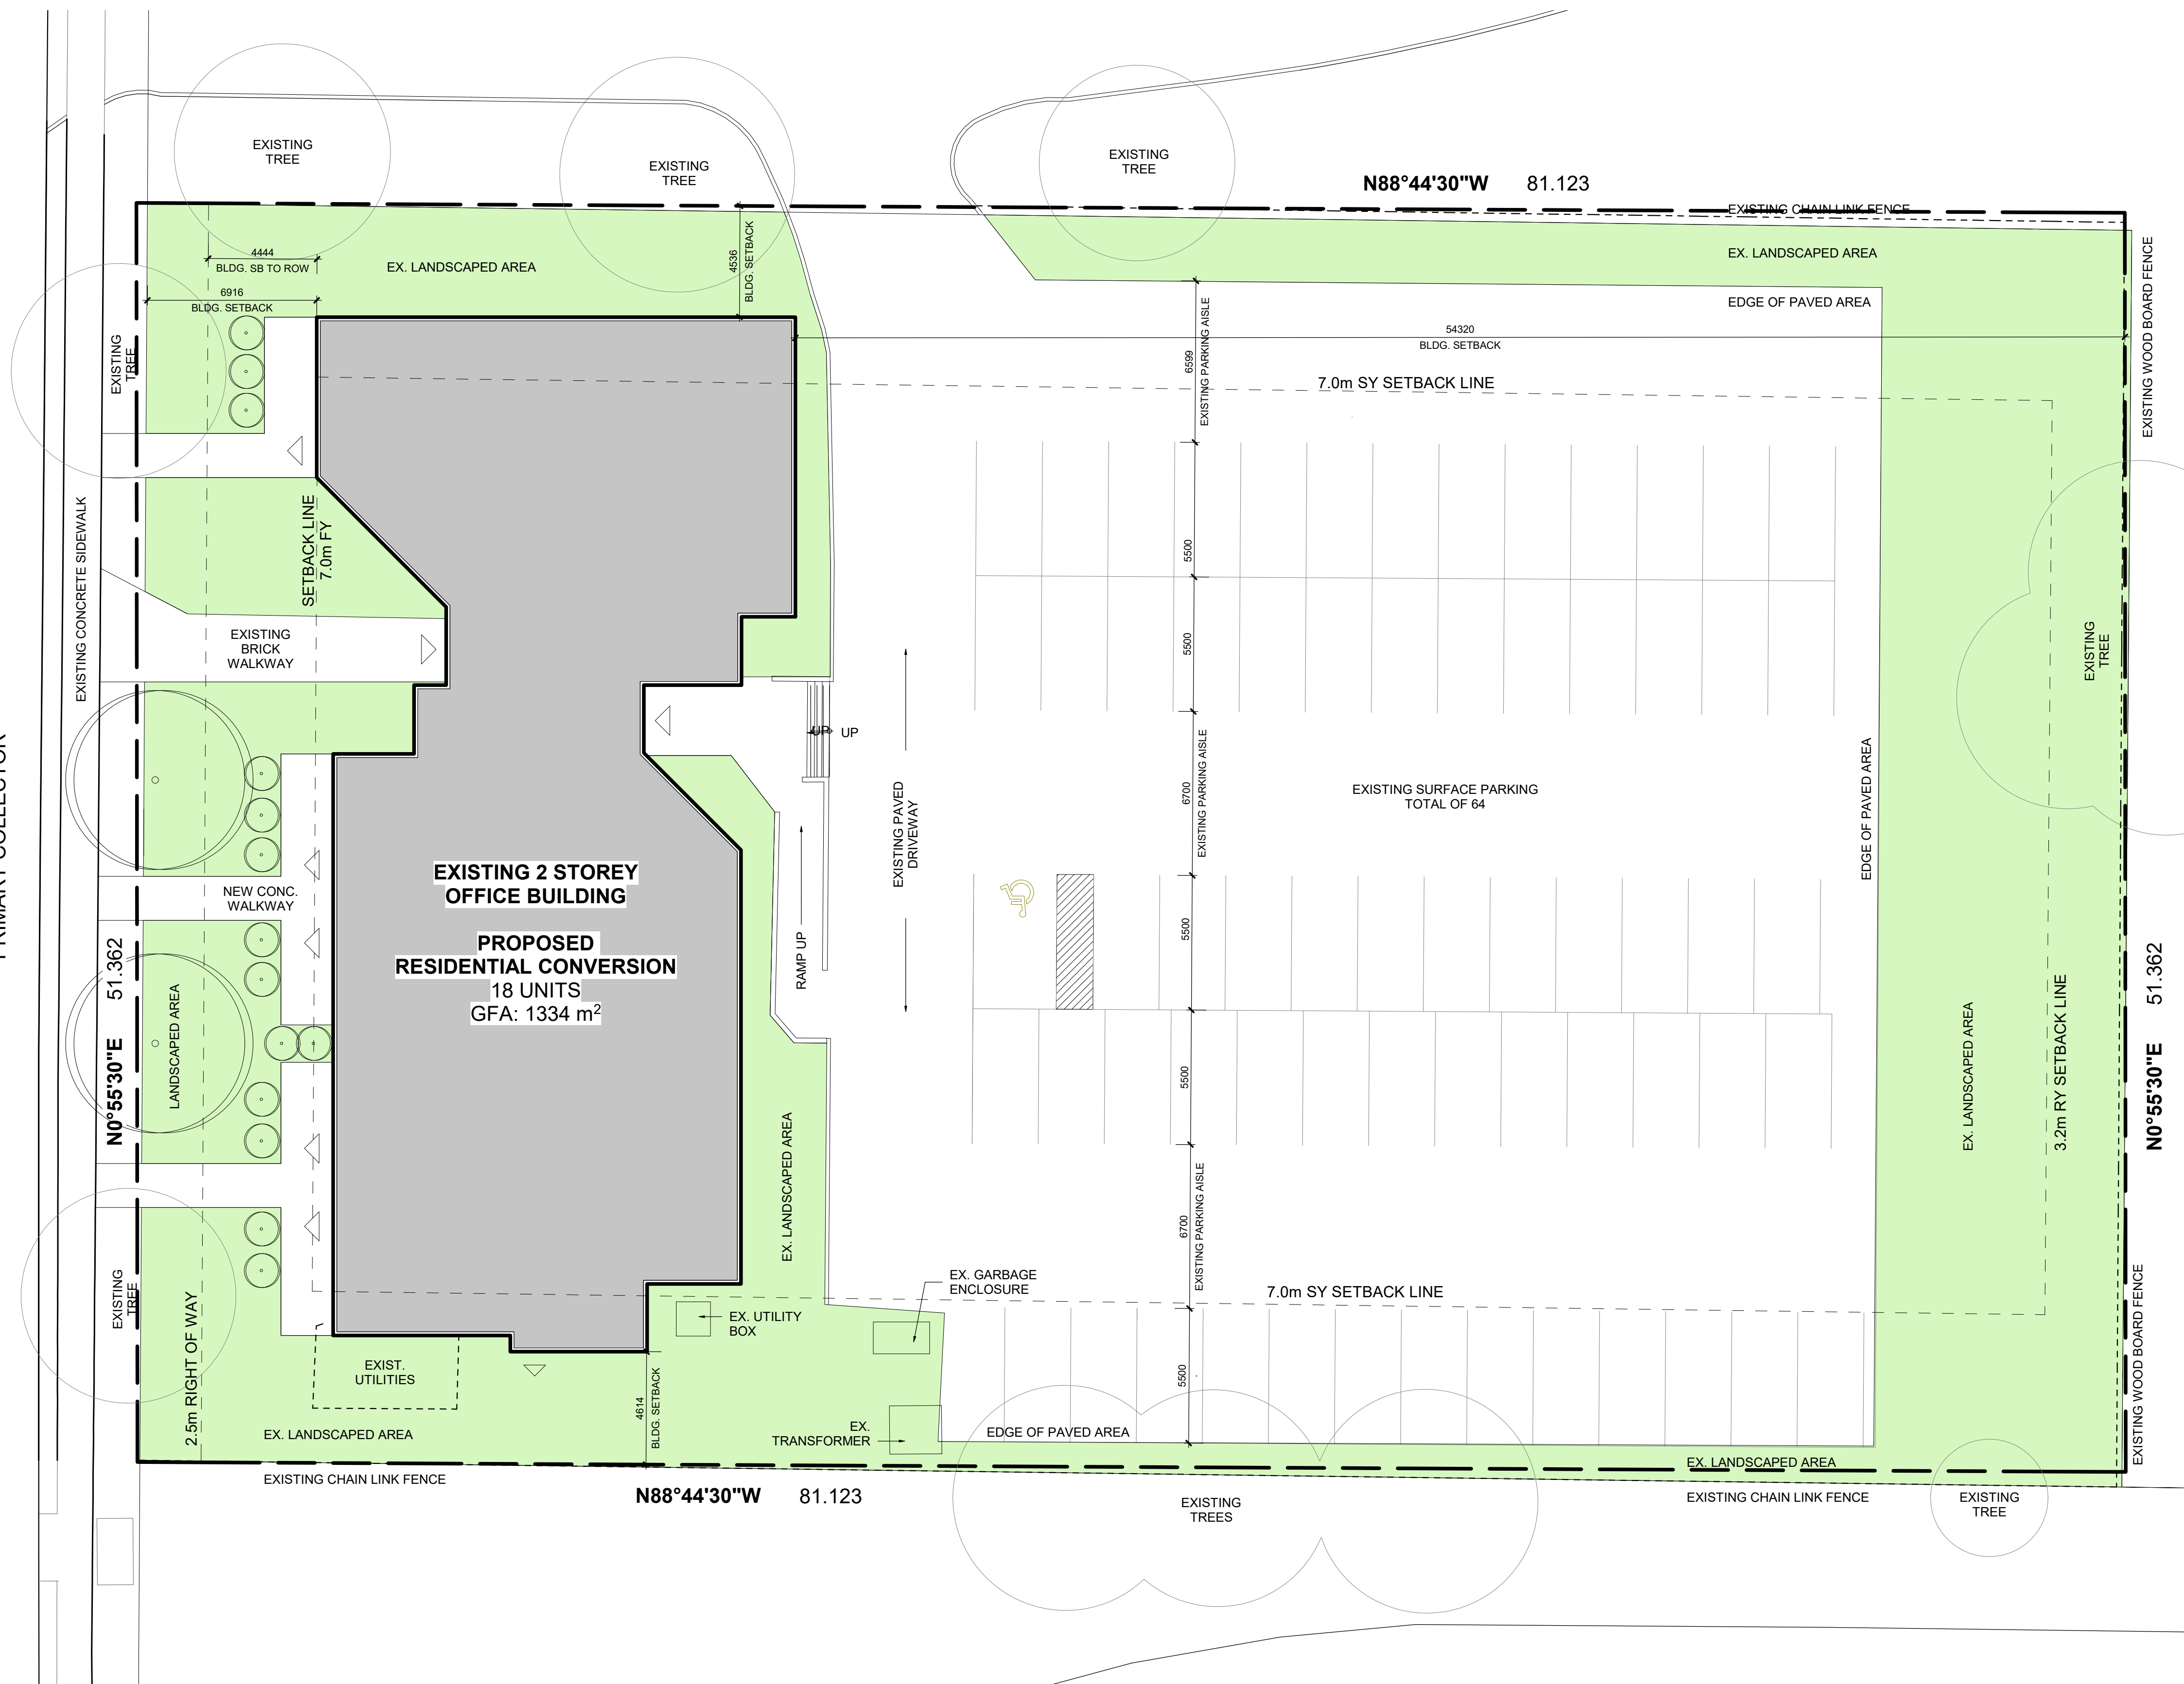 EXISTING
TREE
EXISTING
TREE
EXISTING
TREE
N88°44'30"W 81.123
EXISTING CHAIN LINK FENCE
EX. LANDSCAPED AREA
EDGE OF PAVED AREA
EXISTING WOOD BOARD FENCE
4444
BLDG. SB TO ROW
6916
BLDG. SETBACK
EX. LANDSCAPED AREA
4536
BLDG. SETBACK
54320
BLDG. SETBACK
6599
EXISTING PARKING AISLE
7.0m SY SETBACK LINE
EXISTING
TREE
EXISTING CONCRETE SIDEWALK
SETBACK LINE
7.0m FY
EXISTING
BRICK
WALKWAY
5500
5500
EXISTING
TREE
UP
UP
PRIMARY COLLECTOR
EXISTING PAVED
DRIVEWAY
6700
EXISTING PARKING AISLE
EXISTING SURFACE PARKING
TOTAL OF 64
EDGE OF PAVED AREA
EXISTING 2 STOREY
OFFICE BUILDING
PROPOSED
RESIDENTIAL CONVERSION
18 UNITS
GFA: 1334 m²
NEW CONC.
WALKWAY
RAMP UP
5500
N0°55'30"E 51.362
LANDSCAPED AREA
5500
EX. LANDSCAPED AREA
3.2m RY SETBACK LINE
N0°55'30"E 51.362
EX. LANDSCAPED AREA
6700
EXISTING PARKING AISLE
EXISTING
TREE
2.5m RIGHT OF WAY
EX. GARBAGE
ENCLOSURE
7.0m SY SETBACK LINE
EX. UTILITY
BOX
EXIST.
UTILITIES
4614
BLDG. SETBACK
5500
EX.
TRANSFORMER
EDGE OF PAVED AREA
EX. LANDSCAPED AREA
EX. LANDSCAPED AREA
EXISTING WOOD BOARD FENCE
EXISTING CHAIN LINK FENCE
N88°44'30"W 81.123
EXISTING
TREES
EXISTING CHAIN LINK FENCE
EXISTING
TREE